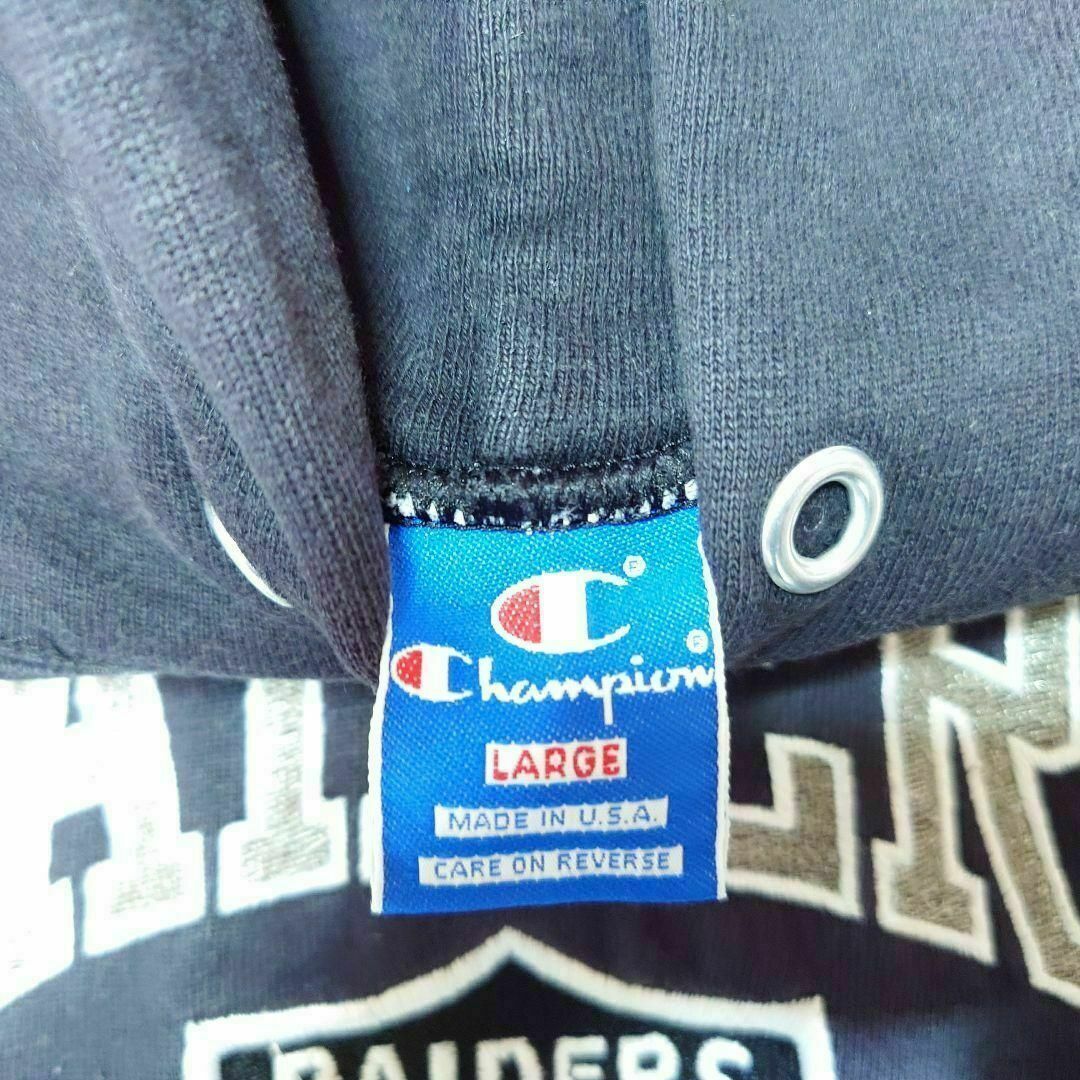 Champion
LARGE
MADE IN U.S.A.
CARE ON REVERSE
RAIDERS